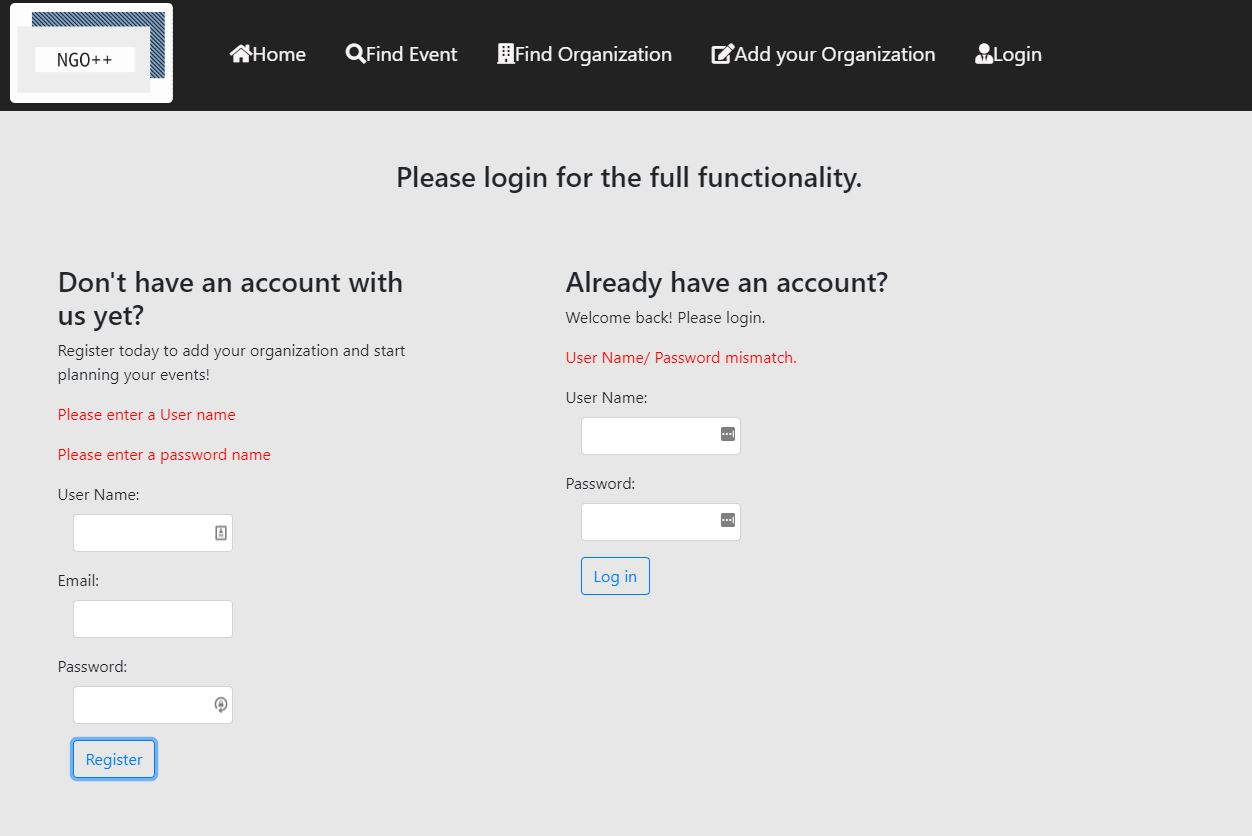 NGO++
Home Find Event Find Organization Add your Organization Login
Please login for the full functionality.
Don't have an account with
us yet?
Register today to add your organization and start
planning your events!
Please enter a User name
Please enter a password name
User Name:
Email:
Password:
Register
Already have an account?
Welcome back! Please login.
User Name/ Password mismatch.
User Name:
Password:
Log in